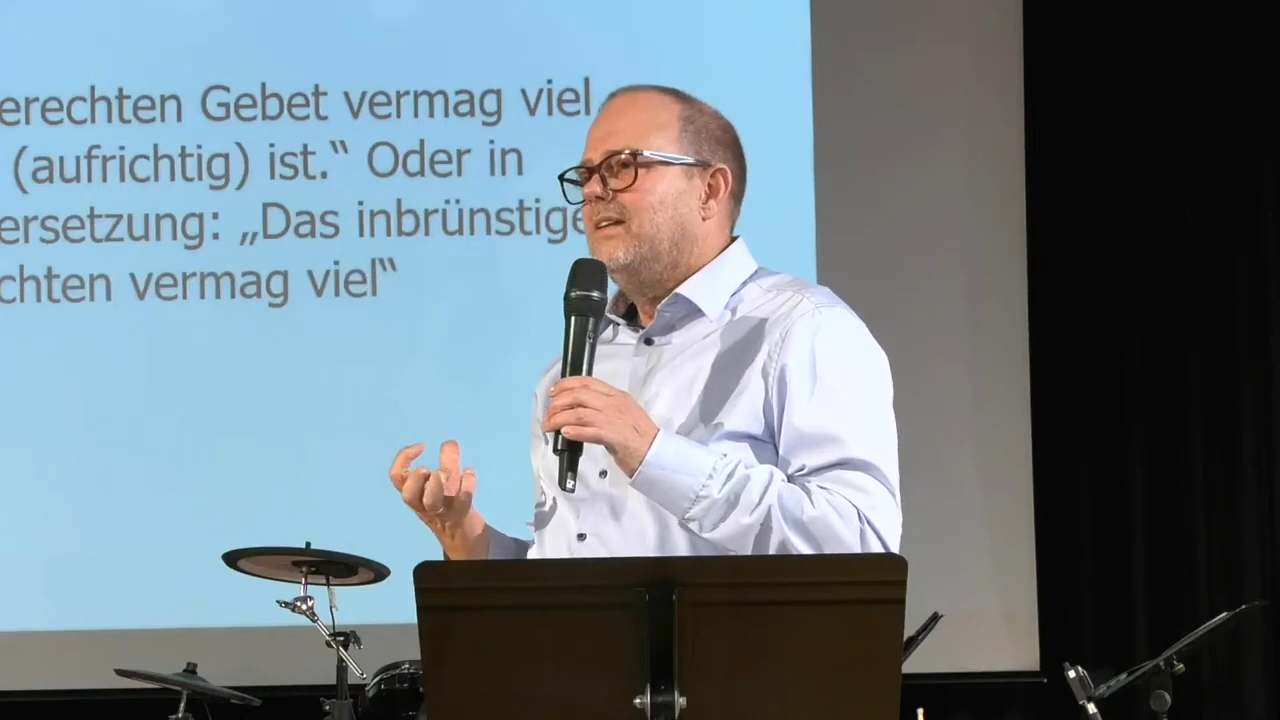 erechten Gebet vermag viel
(aufrichtig) ist.“ Oder in
ersetzung: „Das inbrünstige
chten vermag viel“